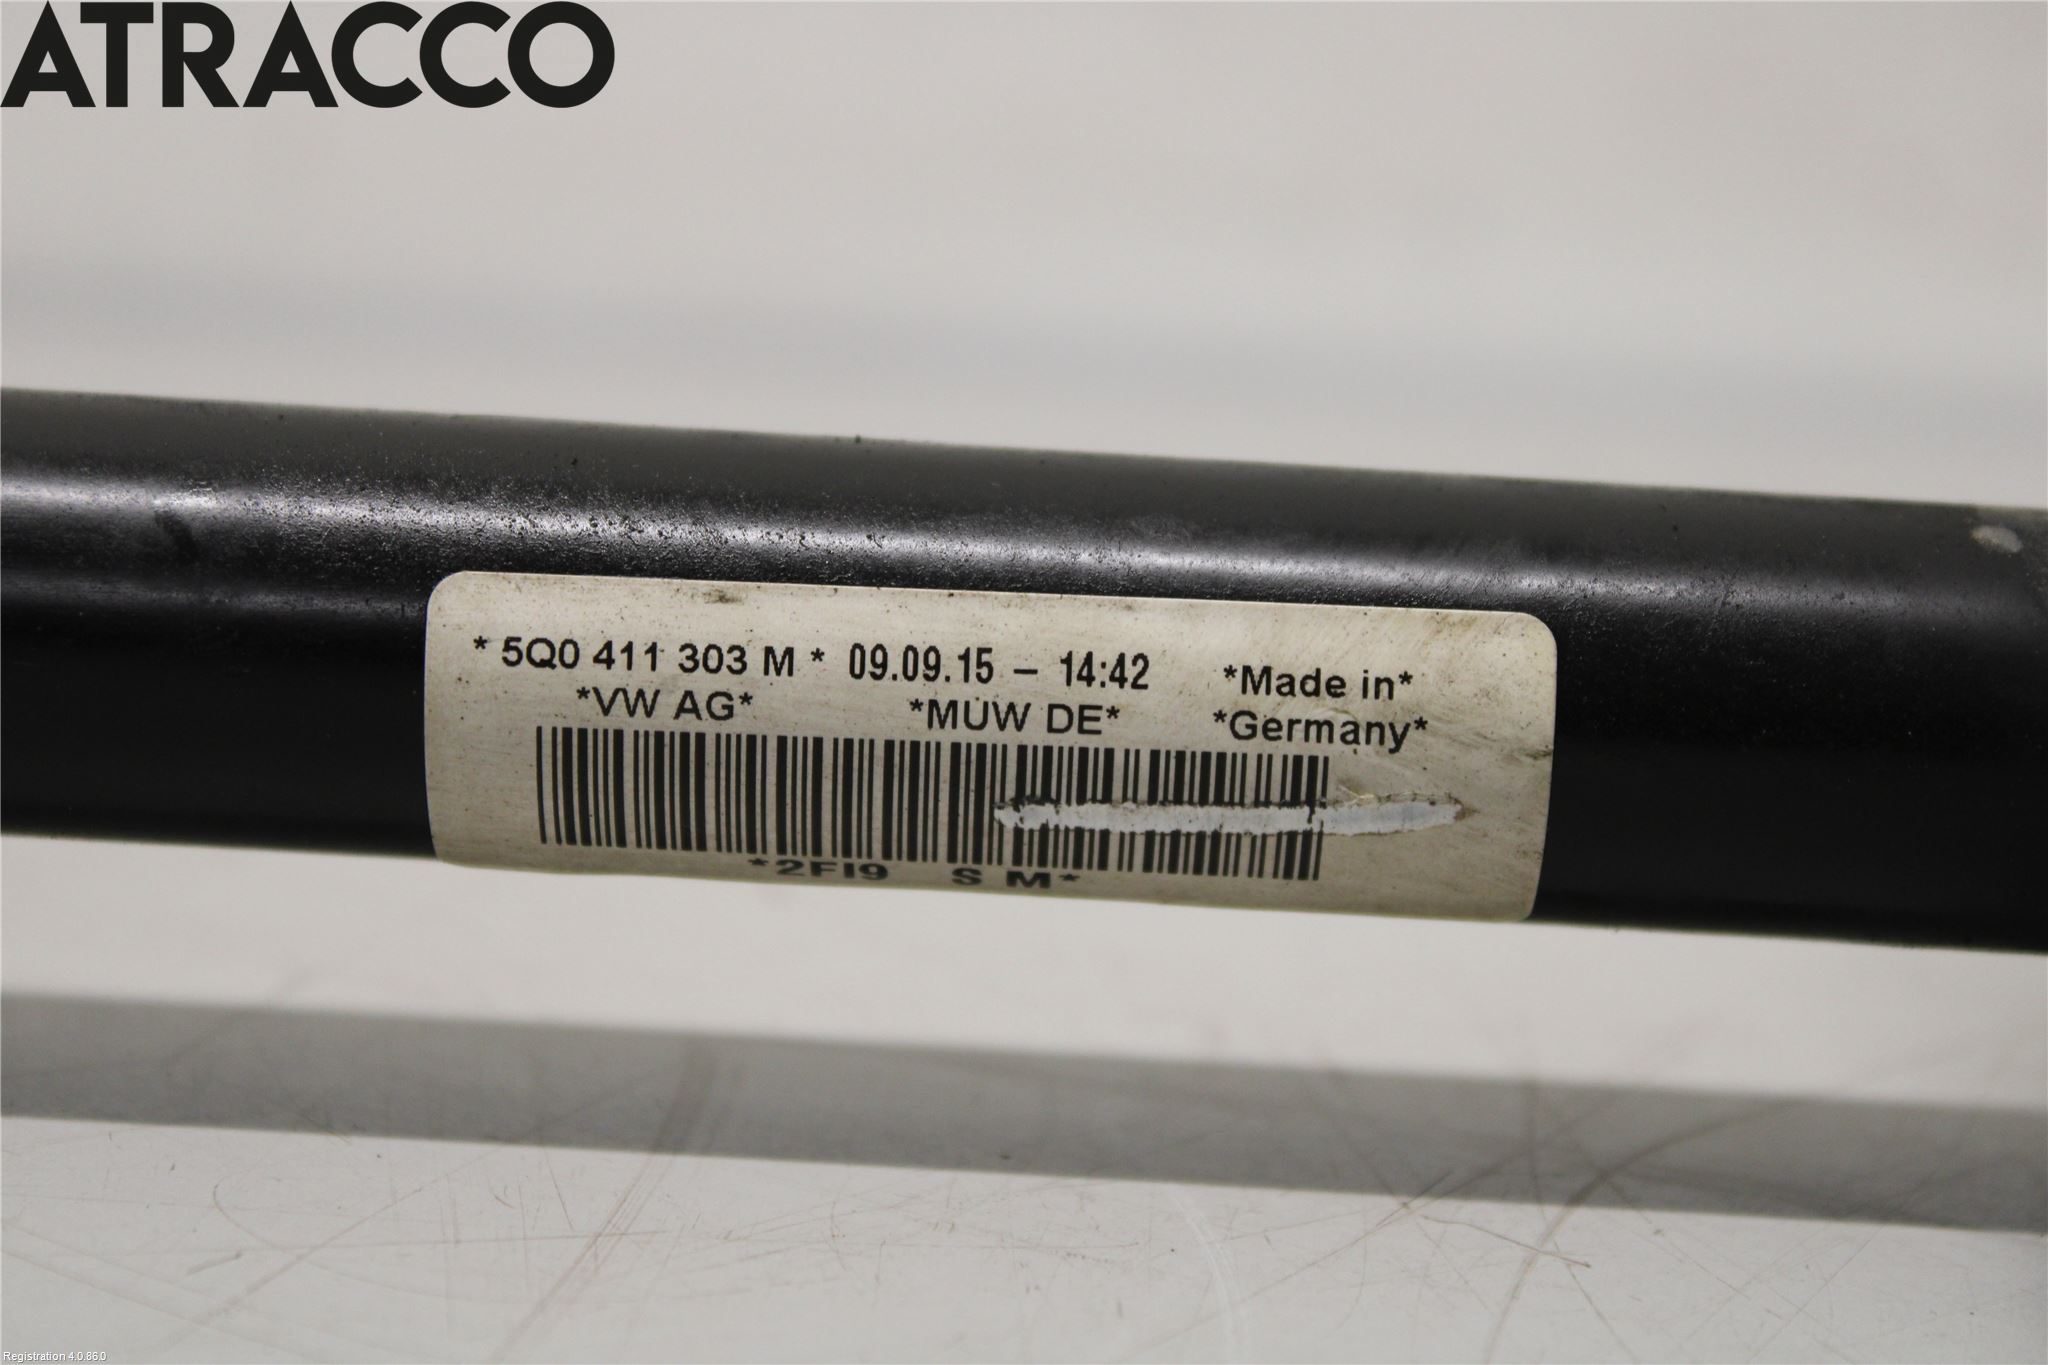 ATRACCO
* 5Q0 411 303 M * 09.09.15 – 14:42 *Made in*
*VW AG* *MUW DE* *Germany*
*2FI9 S M*
Registration 4.0.86.0